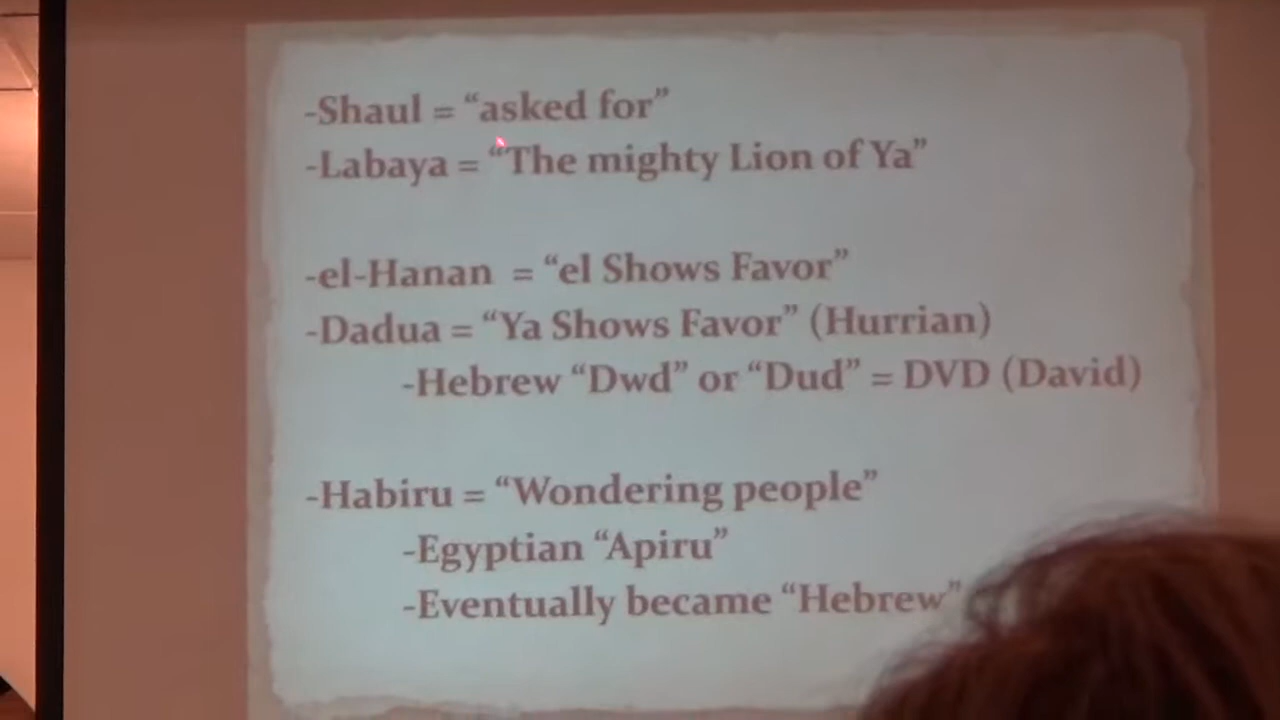 -Shaul = “asked for”
-Labaya = “The mighty Lion of Ya”
-el-Hanan = “el Shows Favor”
-Dadua = “Ya Shows Favor” (Hurrian)
-Hebrew “Dwd” or “Dud” = DVD (David)
-Habiru = “Wondering people”
-Egyptian “Apiru”
-Eventually became “Hebrew”